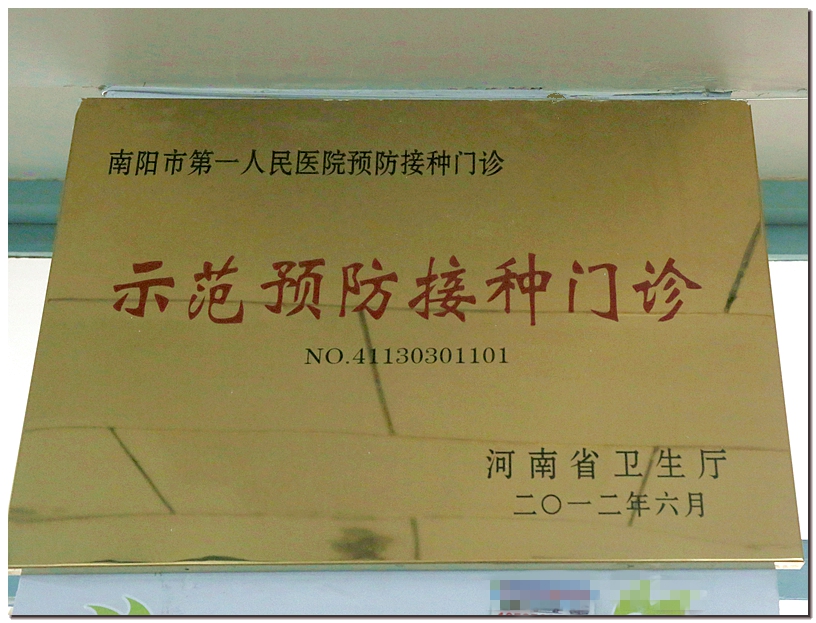 南阳市第一人民医院预防接种门诊
示范预防接种门诊
NO.41130301101
河南省卫生厅
二〇一二年六月